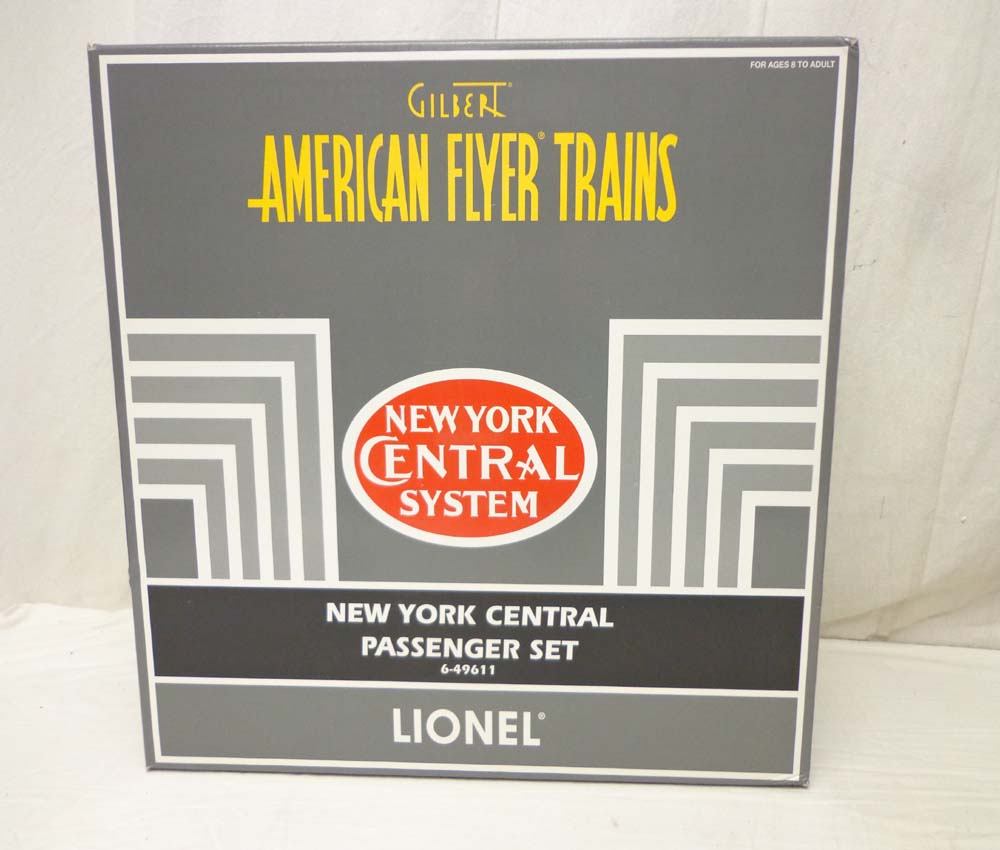 FOR AGES 8 TO ADULT
GILBERT®
AMERICAN FLYER® TRAINS
NEW YORK
CENTRAL
SYSTEM
NEW YORK CENTRAL
PASSENGER SET
6-49611
LIONEL®